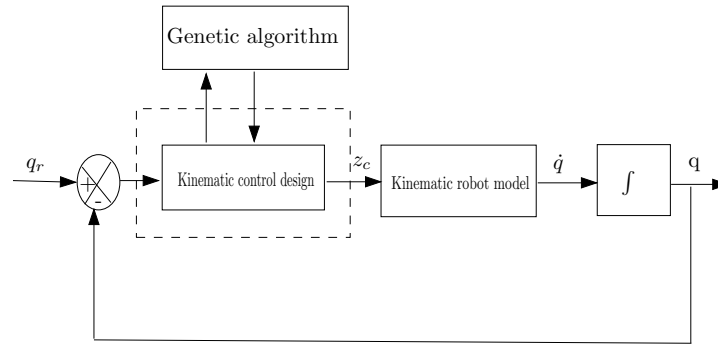 Genetic algorithm
q_r
+
-
Kinematic control design
z_c
Kinematic robot model
q̇
∫
q